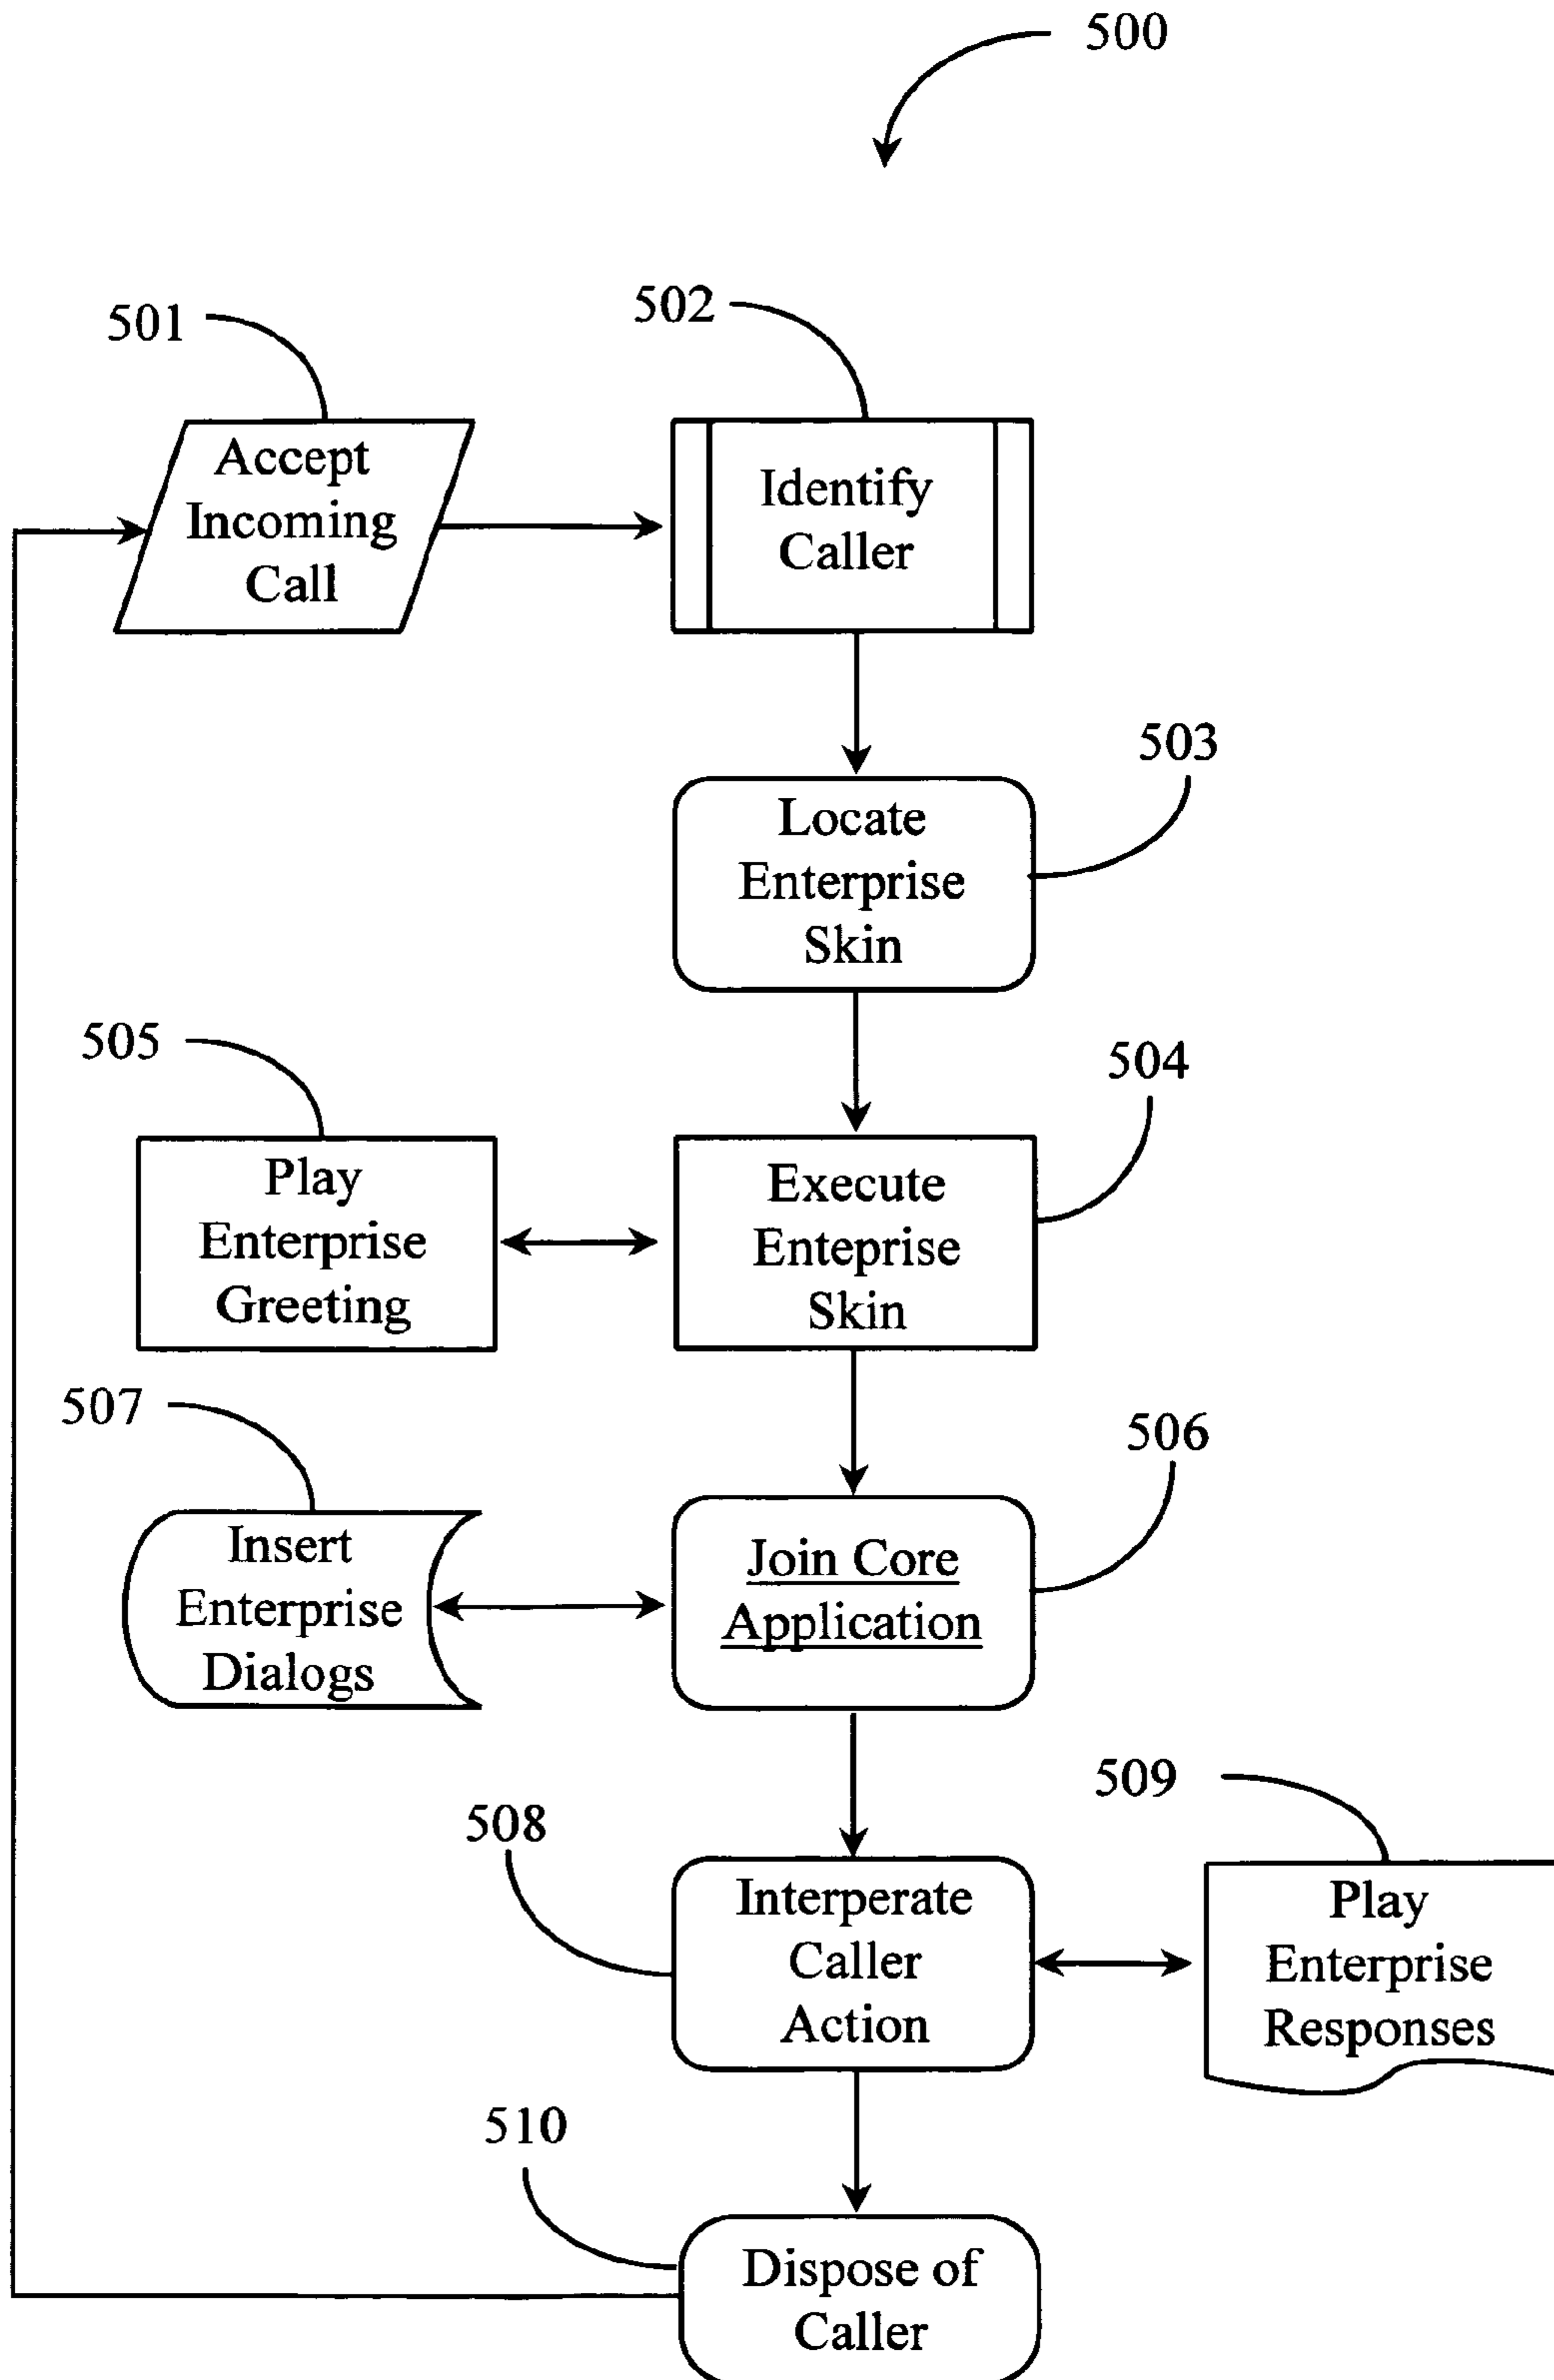 500
501
502
Accept
Incoming
Call
Identify
Caller
503
Locate
Enterprise
Skin
505
504
Play
Enterprise
Greeting
Execute
Enteprise
Skin
507
506
Insert
Enterprise
Dialogs
Join Core
Application
509
508
Interperate
Caller
Action
Play
Enterprise
Responses
510
Dispose of
Caller